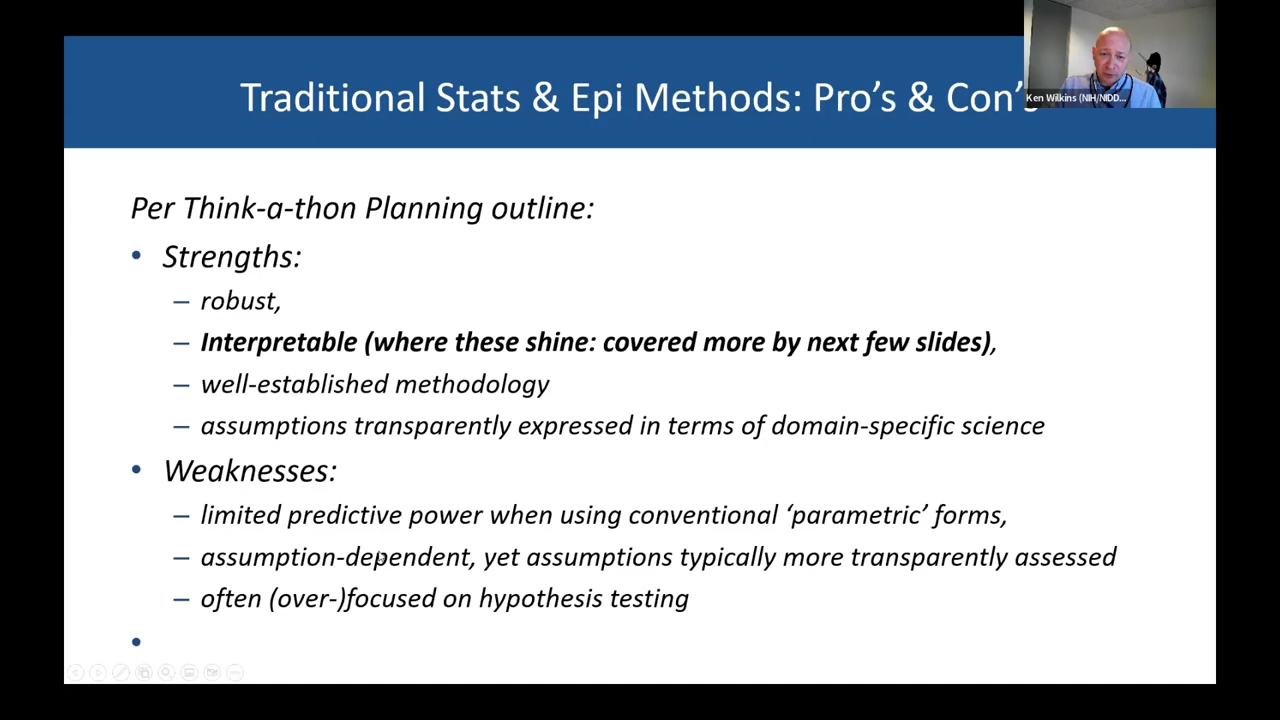 Traditional Stats & Epi Methods: Pro's & Con's
Ken Wilkins (NIH/NIDD...
Per Think-a-thon Planning outline:
• Strengths:
– robust,
– Interpretable (where these shine: covered more by next few slides),
– well-established methodology
– assumptions transparently expressed in terms of domain-specific science
• Weaknesses:
– limited predictive power when using conventional ‘parametric’ forms,
– assumption-dependent, yet assumptions typically more transparently assessed
– often (over-)focused on hypothesis testing
•